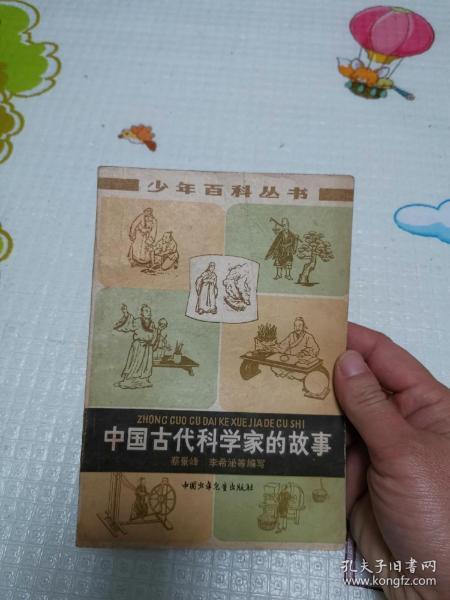 少年百科丛书
ZHONG GUO GU DAI KE XUE JIA DE GU SHI
中国古代科学家的故事
蔡景峰 李希泌等编写
中国少年儿童出版社
孔夫子旧书网
www.kongfz.com